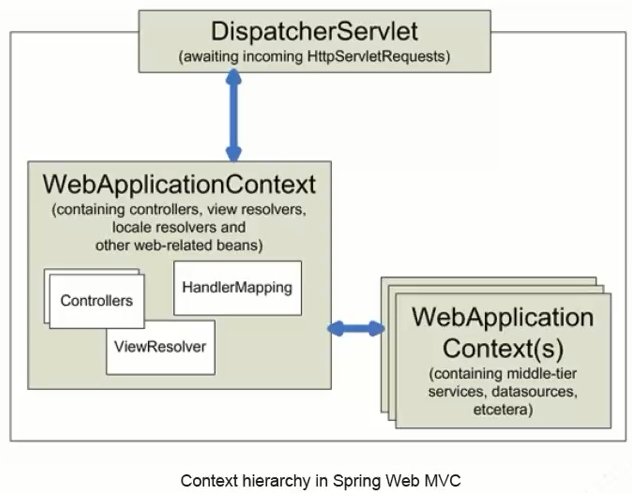 DispatcherServlet
(awaiting incoming HttpServletRequests)
WebApplicationContext
(containing controllers, view resolvers,
locale resolvers and
other web-related beans)
Controllers
HandlerMapping
ViewResolver
WebApplication
Context(s)
(containing middle-tier
services, datasources,
etcetera)
Context hierarchy in Spring Web MVC